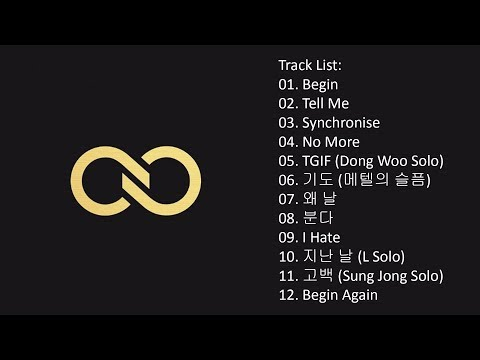 Track List:
01. Begin
02. Tell Me
03. Synchronise
04. No More
05. TGIF (Dong Woo Solo)
06. 기도 (메텔의 슬픔)
07. 왜 날
08. 분다
09. I Hate
10. 지난 날 (L Solo)
11. 고백 (Sung Jong Solo)
12. Begin Again